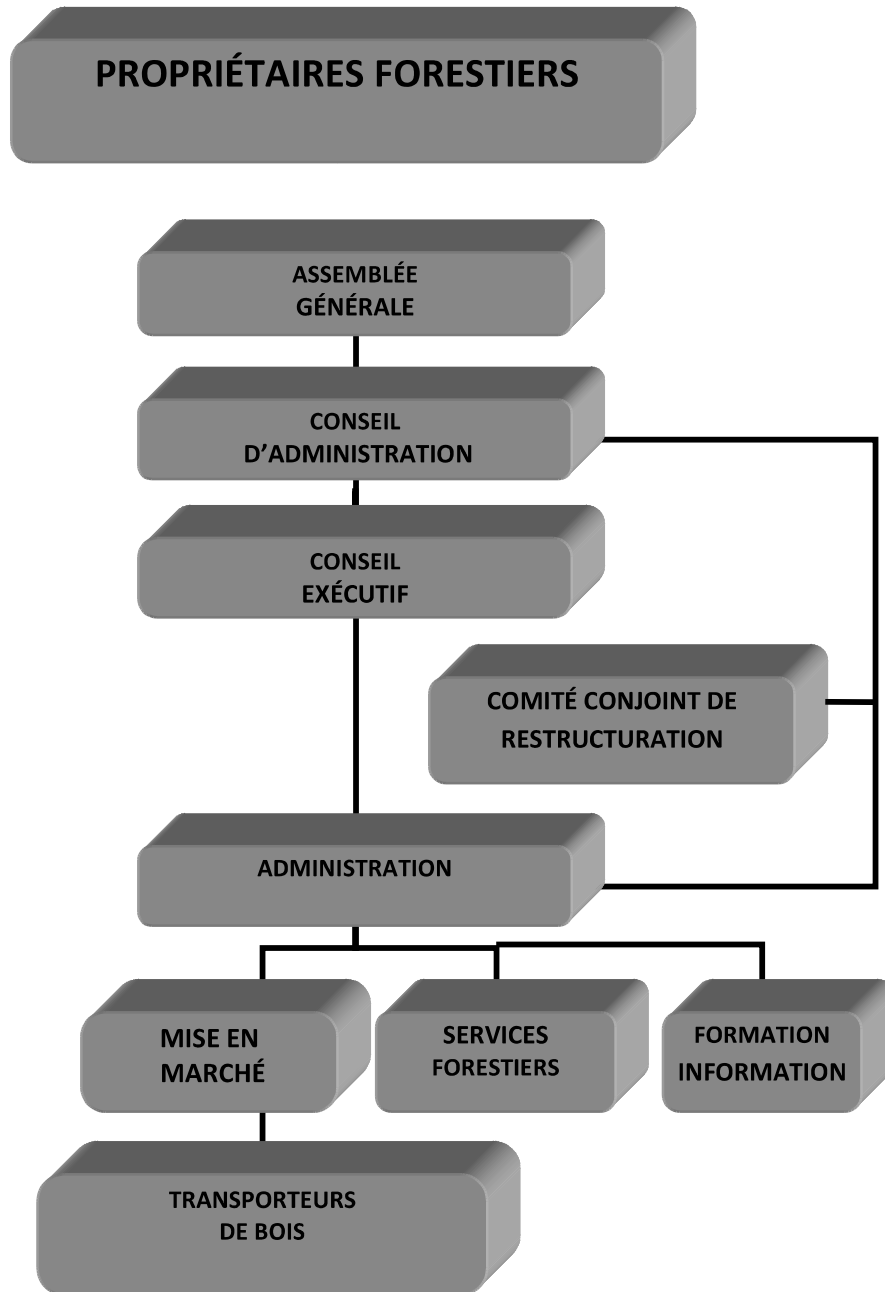 PROPRIÉTAIRES FORESTIERS
ASSEMBLÉE
GÉNÉRALE
CONSEIL
D’ADMINISTRATION
CONSEIL
EXÉCUTIF
COMITÉ CONJOINT DE
RESTRUCTURATION
ADMINISTRATION
MISE EN
MARCHÉ
SERVICES
FORESTIERS
FORMATION
INFORMATION
TRANSPORTEURS
DE BOIS